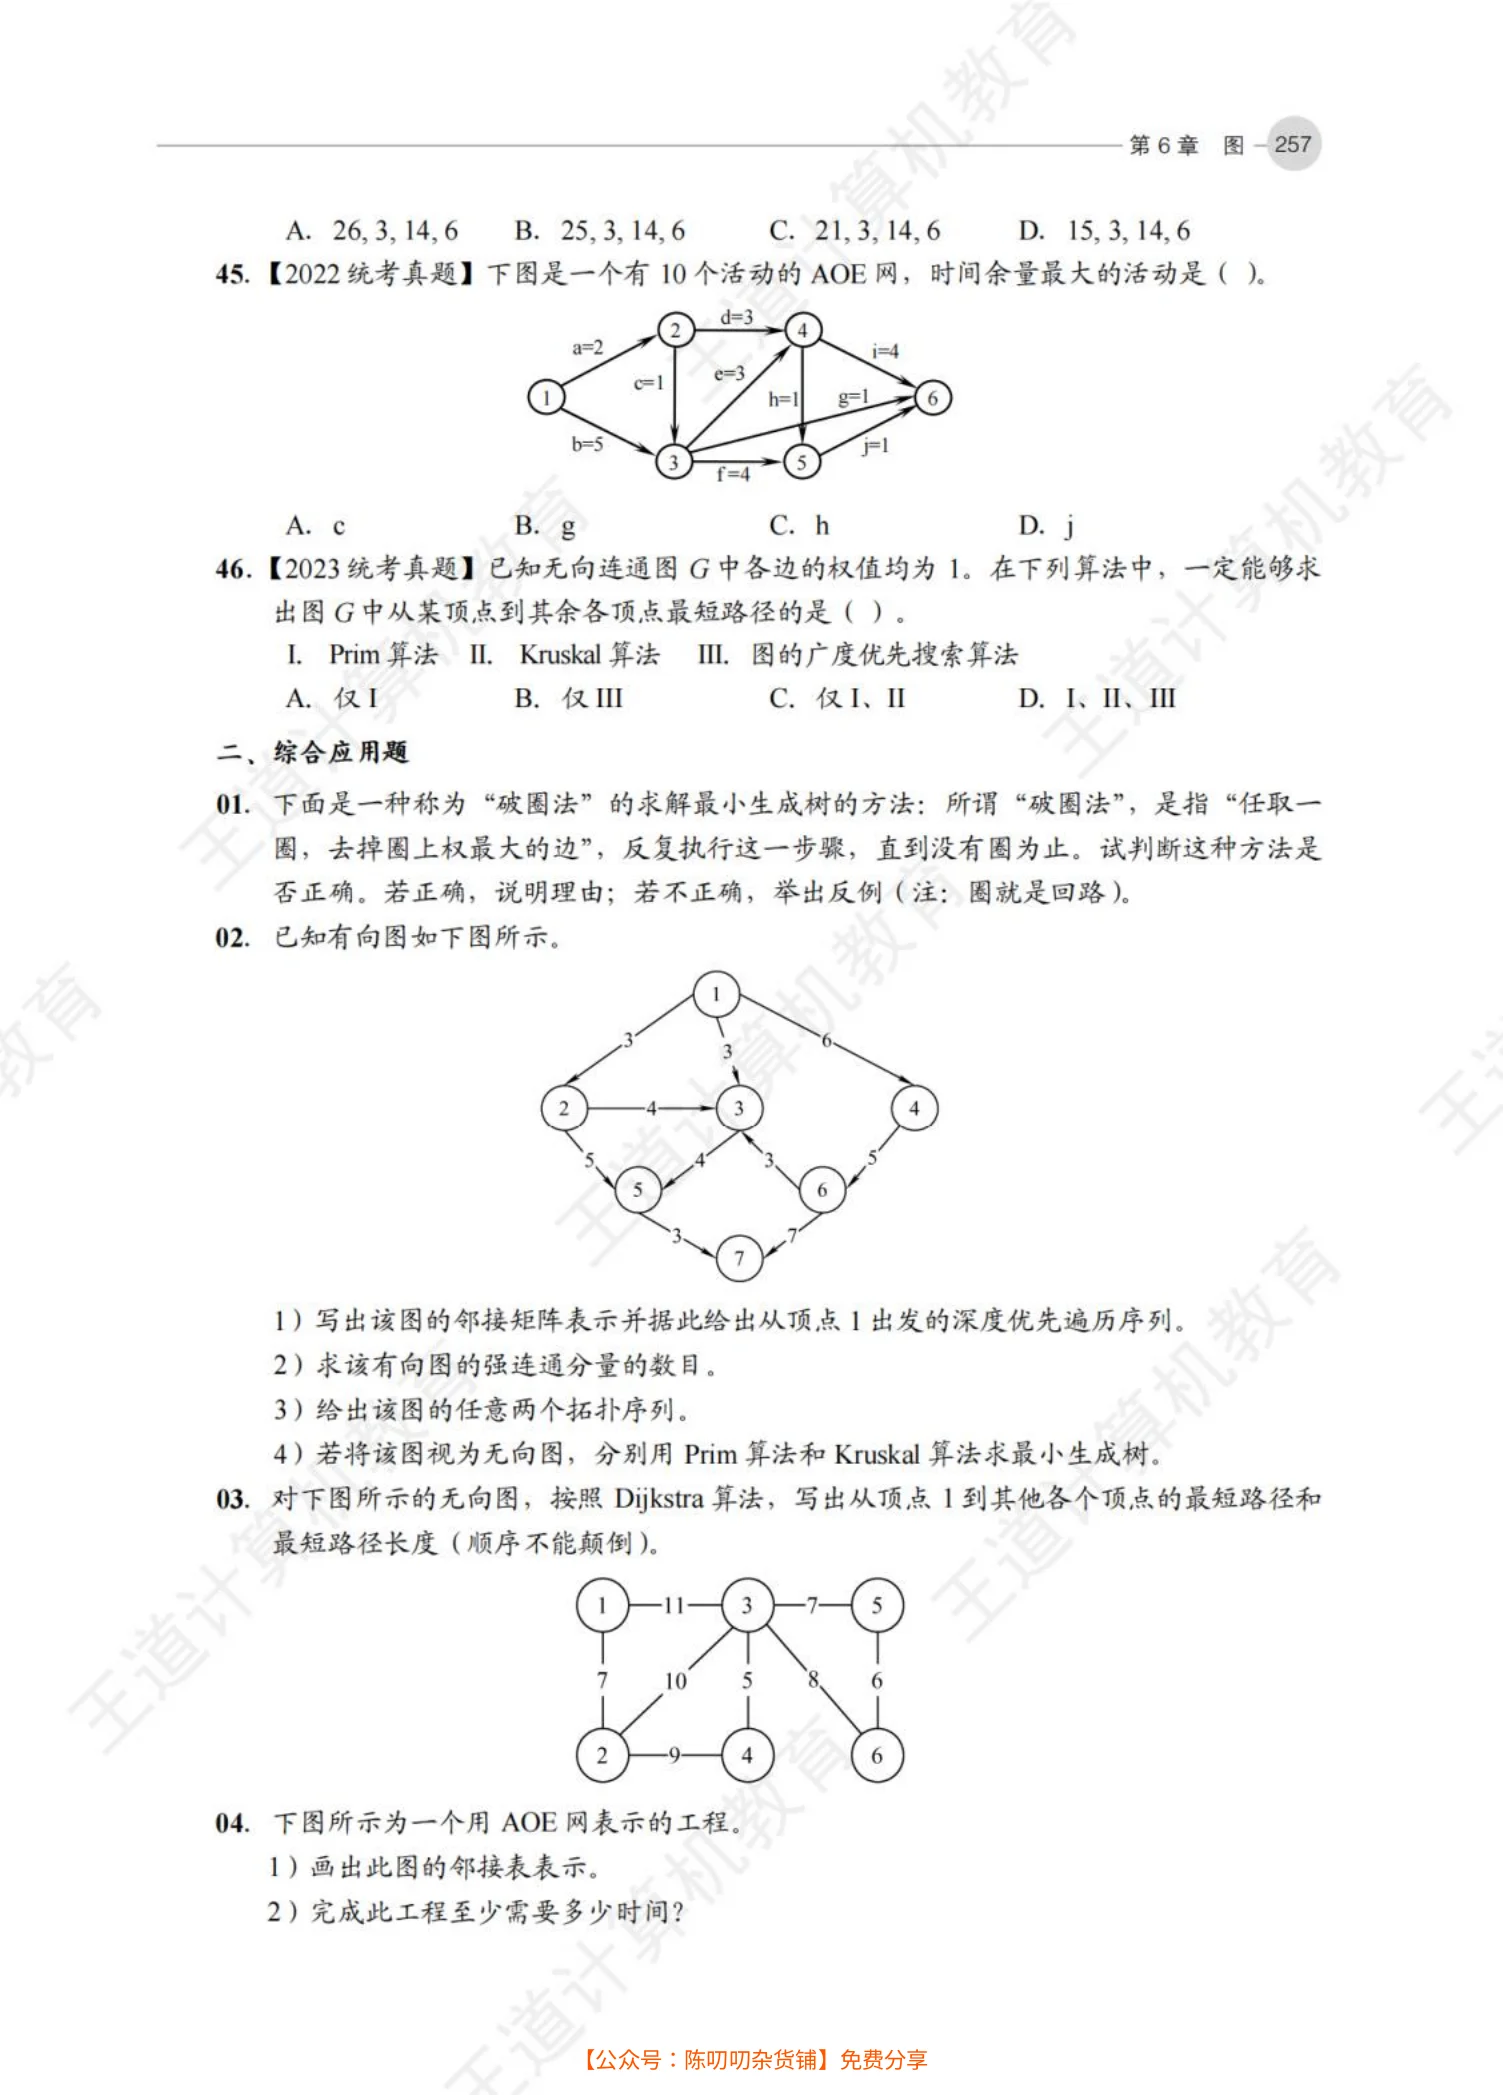 第 6 章 图 257
A. 26, 3, 14, 6 B. 25, 3, 14, 6 C. 21, 3, 14, 6 D. 15, 3, 14, 6
45.【2022统考真题】下图是一个有 10 个活动的 AOE 网，时间余量最大的活动是（ ）。
d=3
2 4
a=2 i=4
c=1 e=3
1 h=1 g=1 6
b=5 j=1
3 5
f=4
A. c B. g C. h D. j
46.【2023统考真题】已知无向连通图 G 中各边的权值均为 1。在下列算法中，一定能够求
出图 G 中从某顶点到其余各顶点最短路径的是（ ）。
I. Prim 算法 II. Kruskal 算法 III. 图的广度优先搜索算法
A. 仅 I B. 仅 III C. 仅 I、II D. I、II、III
二、综合应用题
01. 下面是一种称为“破圈法”的求解最小生成树的方法：所谓“破圈法”，是指“任取一
圈，去掉圈上权最大的边”，反复执行这一步骤，直到没有圈为止。试判断这种方法是
否正确。若正确，说明理由；若不正确，举出反例（注：圈就是回路）。
02. 已知有向图如下图所示。
1
3 3 6
2 4 3 4
5 4 3 5
5 6
3 7
7
1）写出该图的邻接矩阵表示并据此给出从顶点 1 出发的深度优先遍历序列。
2）求该有向图的强连通分量的数目。
3）给出该图的任意两个拓扑序列。
4）若将该图视为无向图，分别用 Prim 算法和 Kruskal 算法求最小生成树。
03. 对下图所示的无向图，按照 Dijkstra 算法，写出从顶点 1 到其他各个顶点的最短路径和
最短路径长度（顺序不能颠倒）。
1 11 3 7 5
7 10 5 8 6
2 9 4 6
04. 下图所示为一个用 AOE 网表示的工程。
1）画出此图的邻接表表示。
2）完成此工程至少需要多少时间？
王道计算机教育
【公众号：陈叨叨杂货铺】免费分享